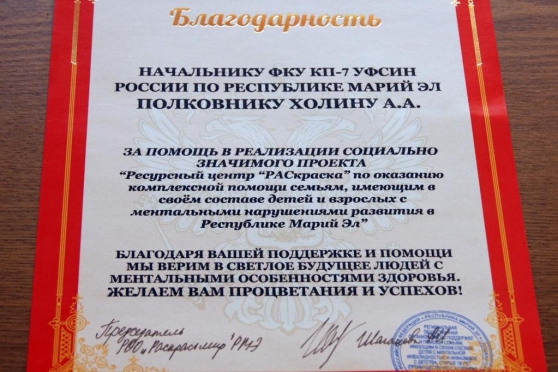 Благодарность
НАЧАЛЬНИКУ ФКУ КП-7 УФСИН
РОССИИ ПО РЕСПУБЛИКЕ МАРИЙ ЭЛ
ПОЛКОВНИКУ ХОЛИНУ А.А.
ЗА ПОМОЩЬ В РЕАЛИЗАЦИИ СОЦИАЛЬНО
ЗНАЧИМОГО ПРОЕКТА
“Ресурсный центр “РАСкраска” по оказанию
комплексной помощи семьям, имеющим в
своём составе детей и взрослых с
ментальными нарушениями развития в
Республике Марий Эл”
БЛАГОДАРЯ ВАШЕЙ ПОДДЕРЖКЕ И ПОМОЩИ
МЫ ВЕРИМ В СВЕТЛОЕ БУДУЩЕЕ ЛЮДЕЙ С
МЕНТАЛЬНЫМИ ОСОБЕННОСТЯМИ ЗДОРОВЬЯ.
ЖЕЛАЕМ ВАМ ПРОЦВЕТАНИЯ И УСПЕХОВ!
Председатель